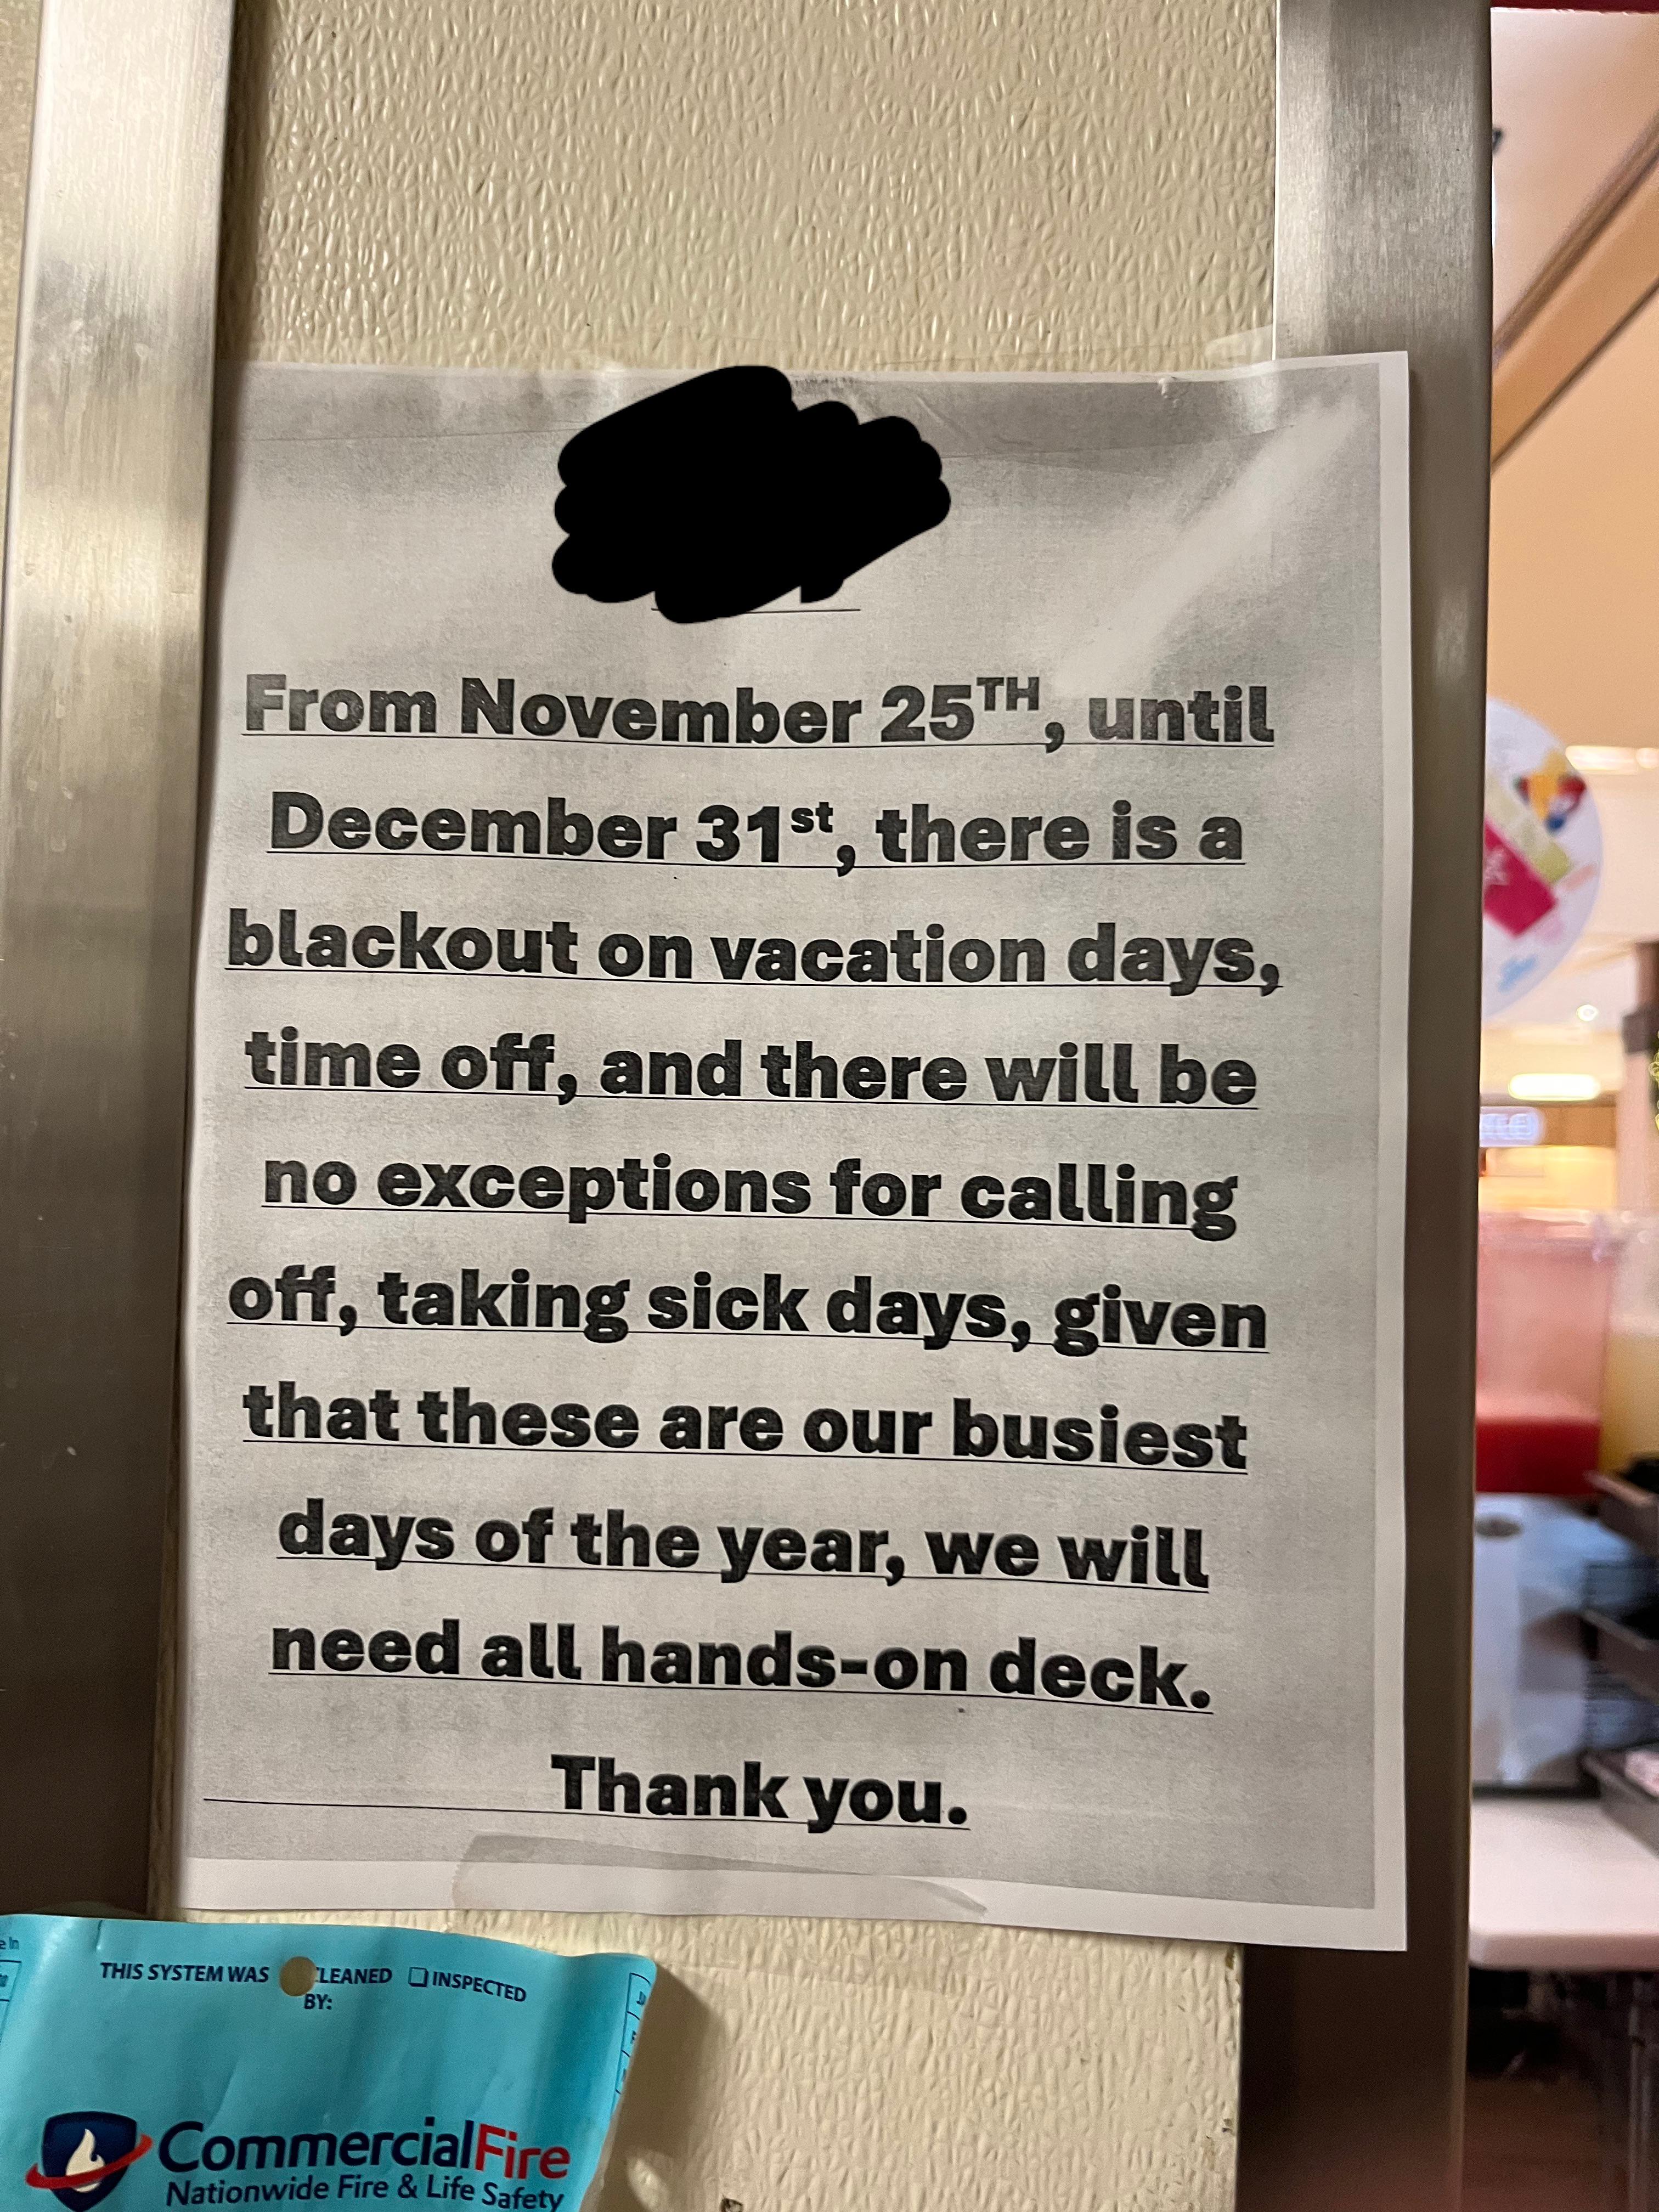 From November 25TH, until
December 31st, there is a
blackout on vacation days,
time off, and there will be
no exceptions for calling
off, taking sick days, given
that these are our busiest
days of the year, we will
need all hands-on deck.
Thank you.
THIS SYSTEM WAS LEANED ☐ INSPECTED
BY:
CommercialFire
Nationwide Fire & Life Safety